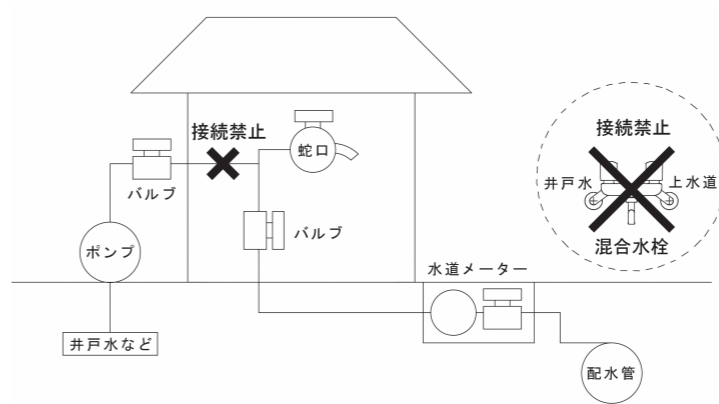 接続禁止
蛇口
バルブ
バルブ
ポンプ
井戸水など
水道メーター
配水管
接続禁止
井戸水
上水道
混合水栓